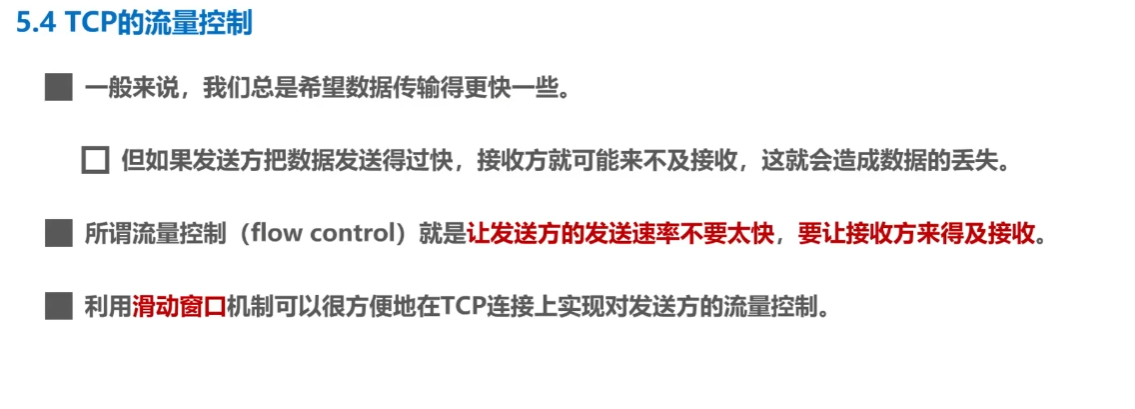 5.4 TCP的流量控制
一般来说，我们总是希望数据传输得更快一些。
但如果发送方把数据发送得过快，接收方就可能来不及接收，这就会造成数据的丢失。
所谓流量控制（flow control）就是让发送方的发送速率不要太快，要让接收方来得及接收。
利用滑动窗口机制可以很方便地在TCP连接上实现对发送方的流量控制。